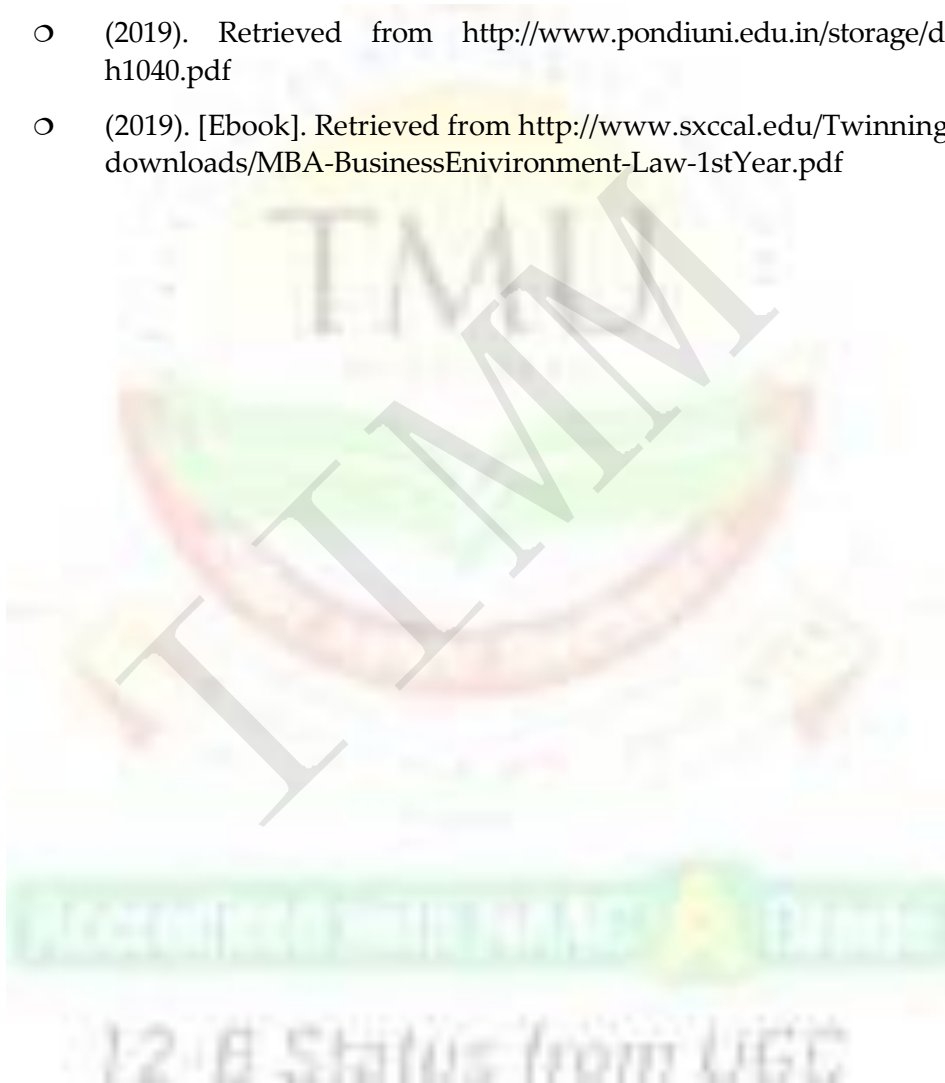 ❍ (2019). Retrieved from http://www.pondiuni.edu.in/storage/d
h1040.pdf
❍ (2019). [Ebook]. Retrieved from http://www.sxccal.edu/Twinning
downloads/MBA-BusinessEnivironment-Law-1stYear.pdf
TMU
IIMM
12-B Status from UGC